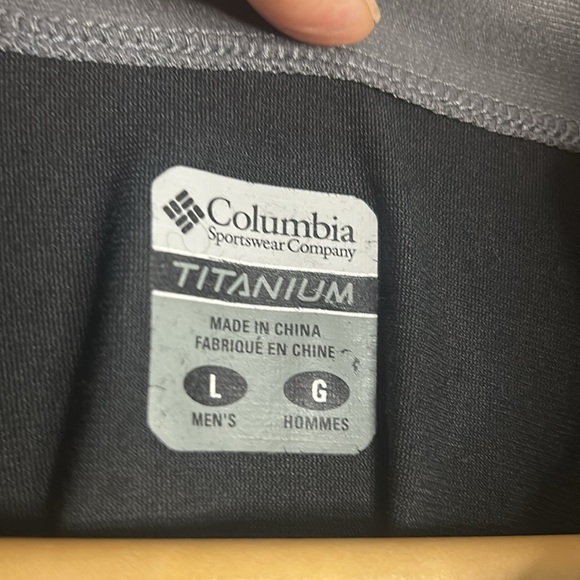 Columbia
Sportswear Company
TITANIUM
MADE IN CHINA
FABRIQUÉ EN CHINE
L G
MEN'S HOMMES